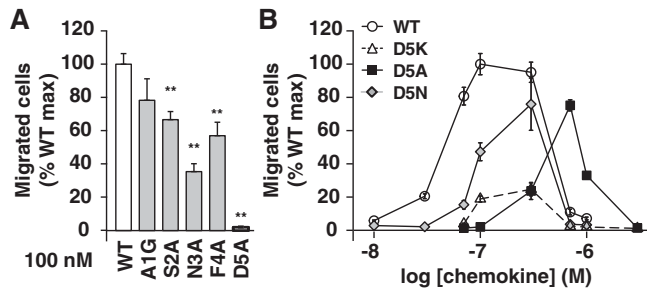 A
Migrated cells
(% WT max)
120
100
80
60
40
20
0
**
**
**
**
100 nM
WT
A1G
S2A
N3A
F4A
D5A
B
Migrated cells
(% WT max)
120
100
80
60
40
20
0
WT
D5K
D5A
D5N
-8
-7
-6
log [chemokine] (M)